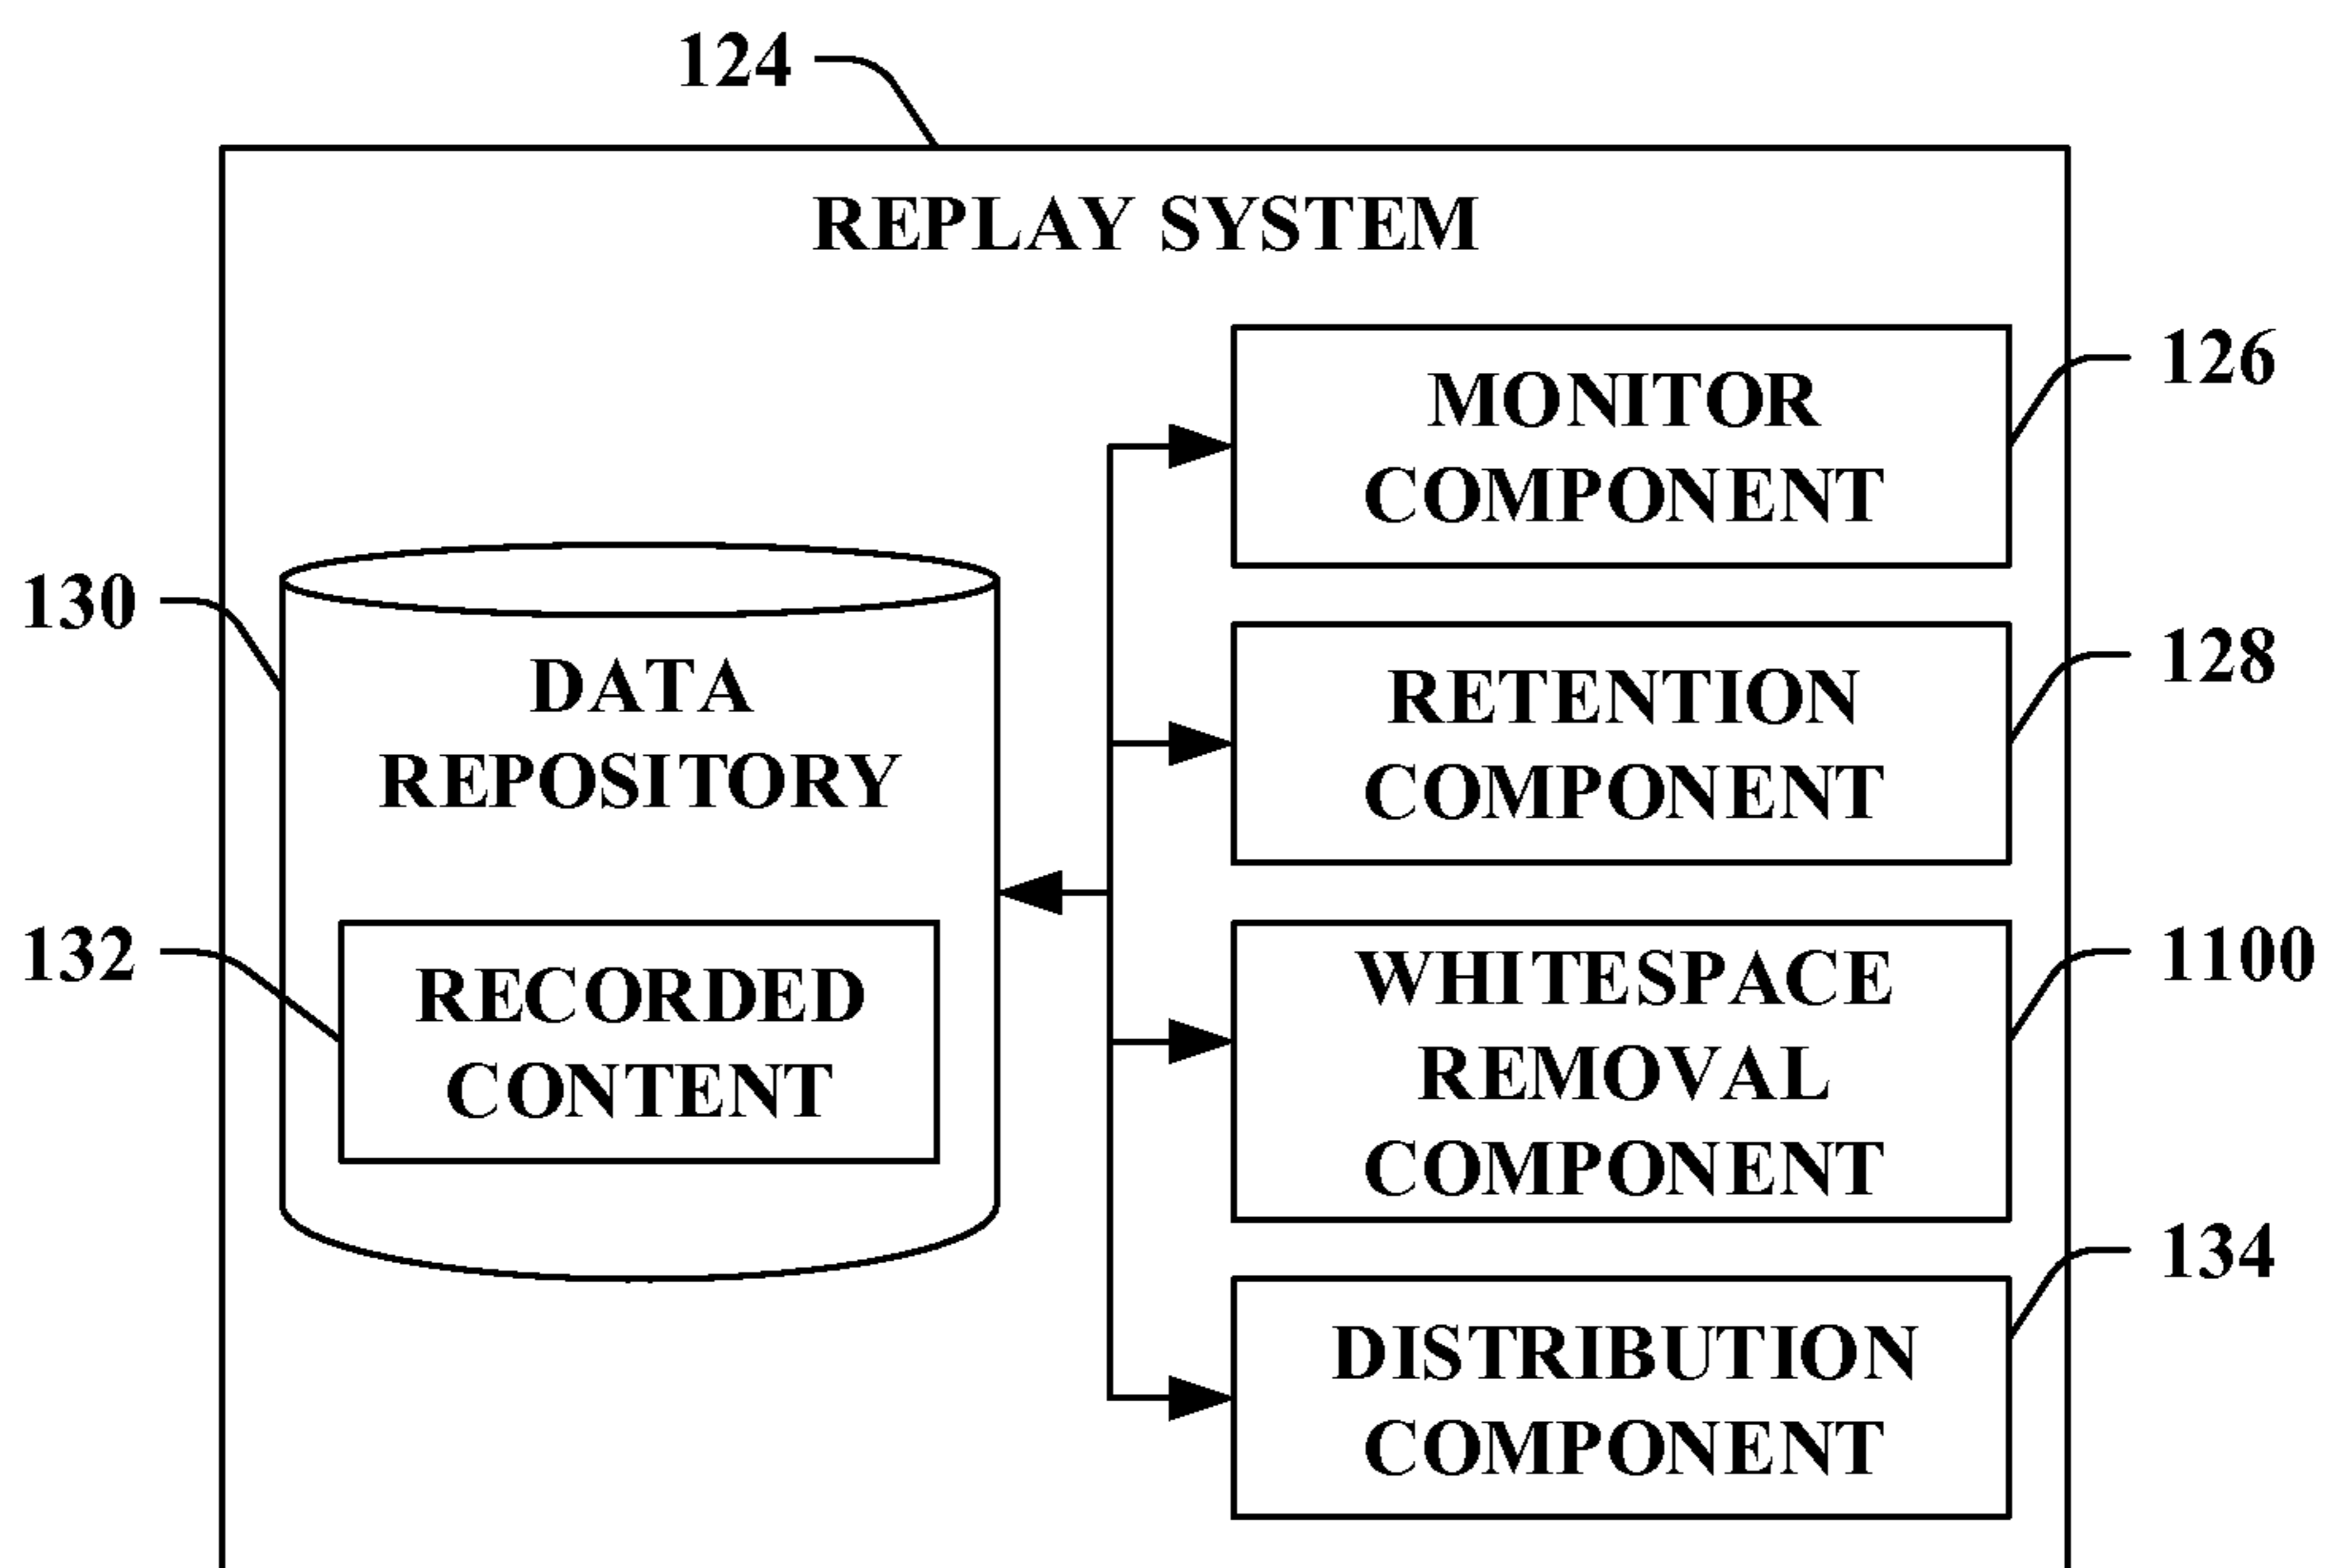 124
REPLAY SYSTEM
MONITOR
COMPONENT
126
130
DATA
REPOSITORY
RETENTION
COMPONENT
128
132
RECORDED
CONTENT
WHITESPACE
REMOVAL
COMPONENT
1100
DISTRIBUTION
COMPONENT
134